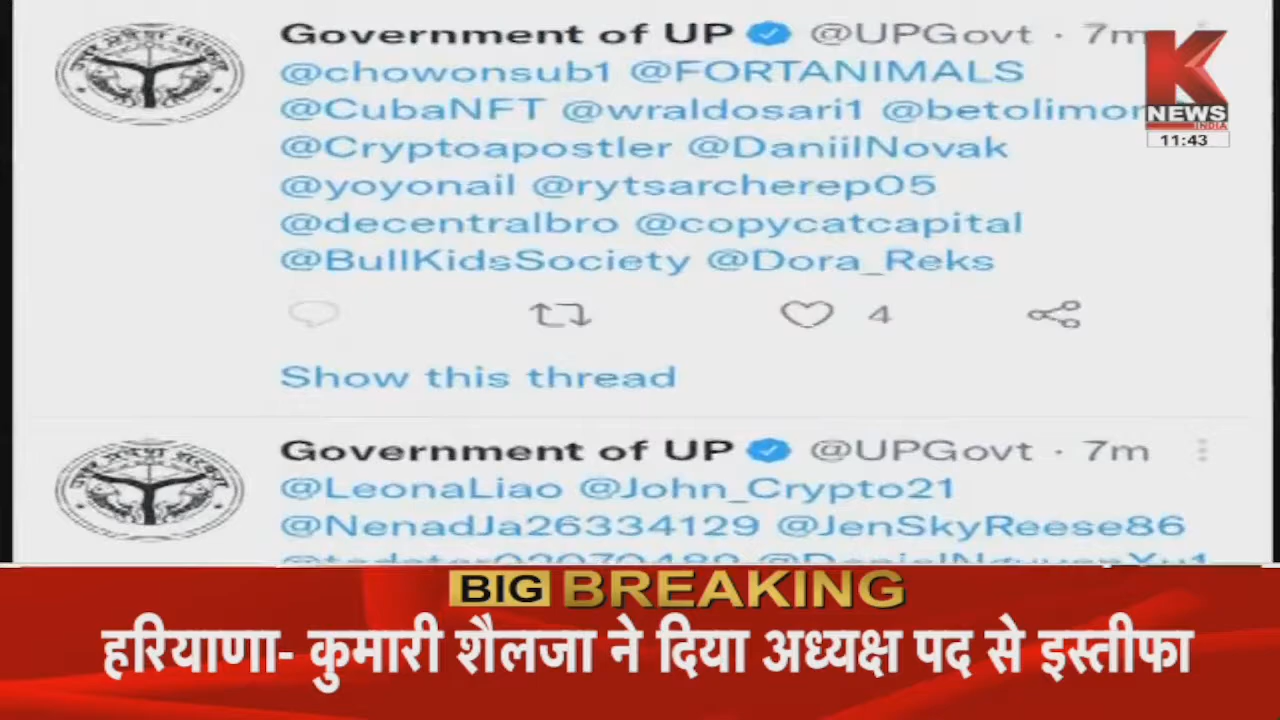 Government of UP @UPGovt · 7m
@chowonsub1 @FORTANIMALS
@CubaNFT @wraldosari1 @betolimon
@Cryptoapostler @DaniilNovak
@yoyonail @rytsarcherep05
@decentralbro @copycatcapital
@BullKidsSociety @Dora_Reks
4
Show this thread
Government of UP @UPGovt · 7m
@LeonaLiao @John_Crypto21
@NenadJa26334129 @JenSkyReese86
K
NEWS
INDIA
11:43
BIG BREAKING
हरियाणा- कुमारी शैलजा ने दिया अध्यक्ष पद से इस्तीफा